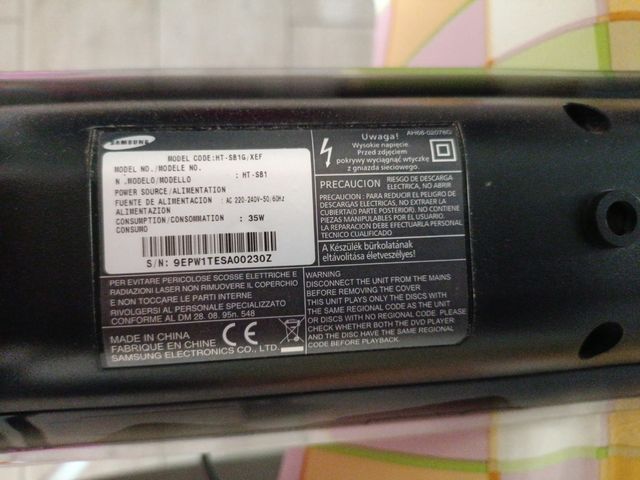 SAMSUNG
MODEL CODE:HT-SB1G/XEF
MODEL NO./MODELE NO.
N .MODELO/MODELLO : HT-SB1
POWER SOURCE/ALIMENTATION
FUENTE DE ALIMENTACION : AC 220-240V~50/60Hz
ALIMENTAZIONE
CONSUMPTION/CONSOMMATION : 35W
CONSUMO
S/N: 9EPW1TESA00230Z
PER EVITARE PERICOLOSE SCOSSE ELETTRICHE E
RADIAZIONI LASER NON RIMUOVERE IL COPERCHIO
E NON TOCCARE LE PARTI INTERNE
RIVOLGERSI AL PERSONALE SPECIALIZZATO
CONFORME AL DM 28. 08. 95n. 548
MADE IN CHINA
FABRIQUE EN CHINE
SAMSUNG ELECTRONICS CO., LTD.
CE
AH68-02078G
Uwaga!
Wysokie napięcie.
Przed zdjęciem
pokrywy wyciągnąć wtyczkę
z gniazda sieciowego.
PRECAUCION RIESGO DE DESCARGA
ELECTRICA, NO ABRIR
PRECAUCION : PARA REDUCIR EL PELIGRO DE
DESCARGAS ELECTRICAS, NO EXTRAER LA
CUBIERTA(O PARTE POSTERIOR). NO CONTIENE
PIEZAS MANIPULABLES POR EL USUARIO.
LA REPARACION DEBE EFECTUARLA PERSONAL
TECNICO CUALIFICADO
A Készülék bűrkolatának
eltávolítása életveszélyes!
WARNING
DISCONNECT THE UNIT FROM THE MAINS
BEFORE REMOVING THE COVER
THIS UNIT PLAYS ONLY THE DISCS WITH
THE SAME REGIONAL CODE AS THE UNIT
OR DISCS WITH NO REGIONAL CODE. PLEASE
CHECK WHETHER BOTH THE DVD PLAYER
AND THE DISC HAVE THE SAME REGIONAL
CODE BEFORE PLAYBACK.